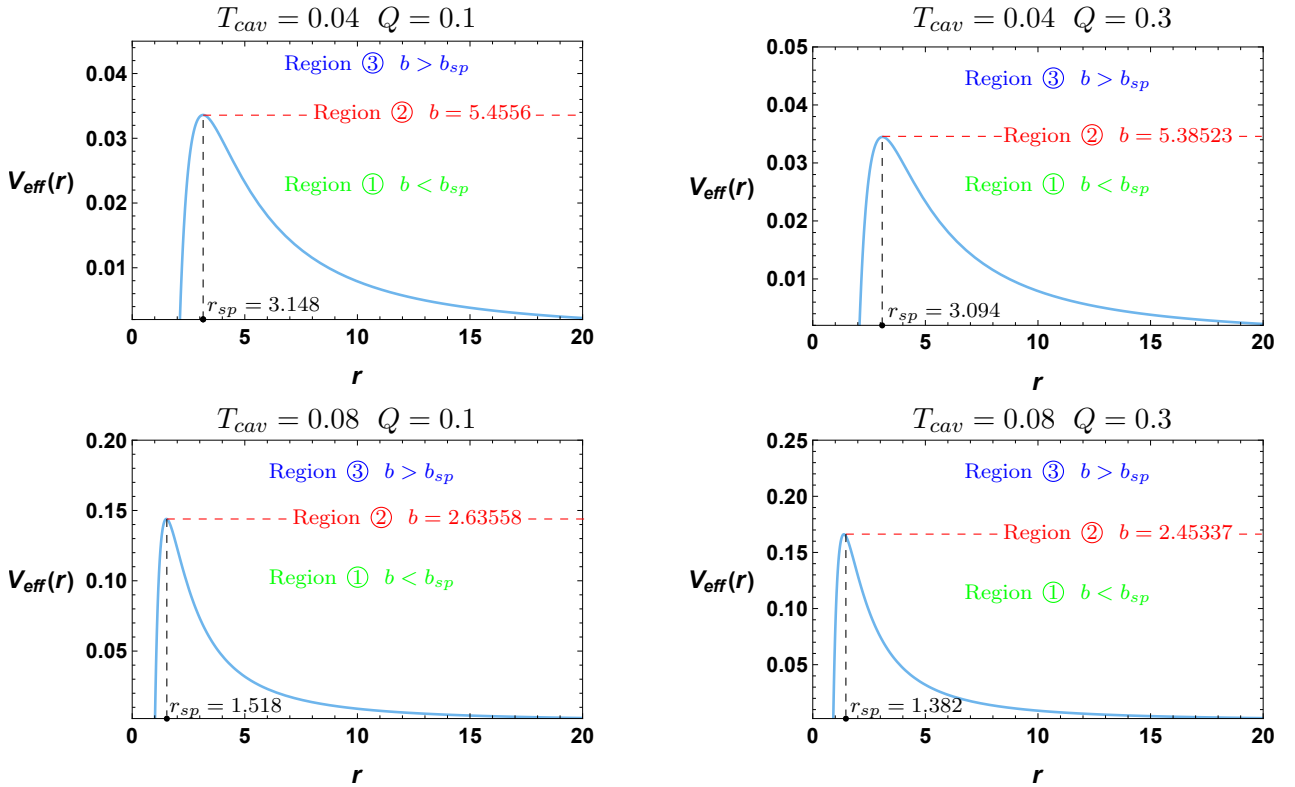 T_{cav} = 0.04 Q = 0.1
Region ③ b > b_{sp}
Region ② b = 5.4556
Region ① b < b_{sp}
r_{sp} = 3.148
V_{eff}(r)
0.04
0.03
0.02
0.01
0 5 10 15 20
r
T_{cav} = 0.04 Q = 0.3
Region ③ b > b_{sp}
Region ② b = 5.38523
Region ① b < b_{sp}
r_{sp} = 3.094
V_{eff}(r)
0.05
0.04
0.03
0.02
0.01
0 5 10 15 20
r
T_{cav} = 0.08 Q = 0.1
Region ③ b > b_{sp}
Region ② b = 2.63558
Region ① b < b_{sp}
r_{sp} = 1.518
V_{eff}(r)
0.20
0.15
0.10
0.05
0 5 10 15 20
r
T_{cav} = 0.08 Q = 0.3
Region ③ b > b_{sp}
Region ② b = 2.45337
Region ① b < b_{sp}
r_{sp} = 1.382
V_{eff}(r)
0.25
0.20
0.15
0.10
0.05
0 5 10 15 20
r